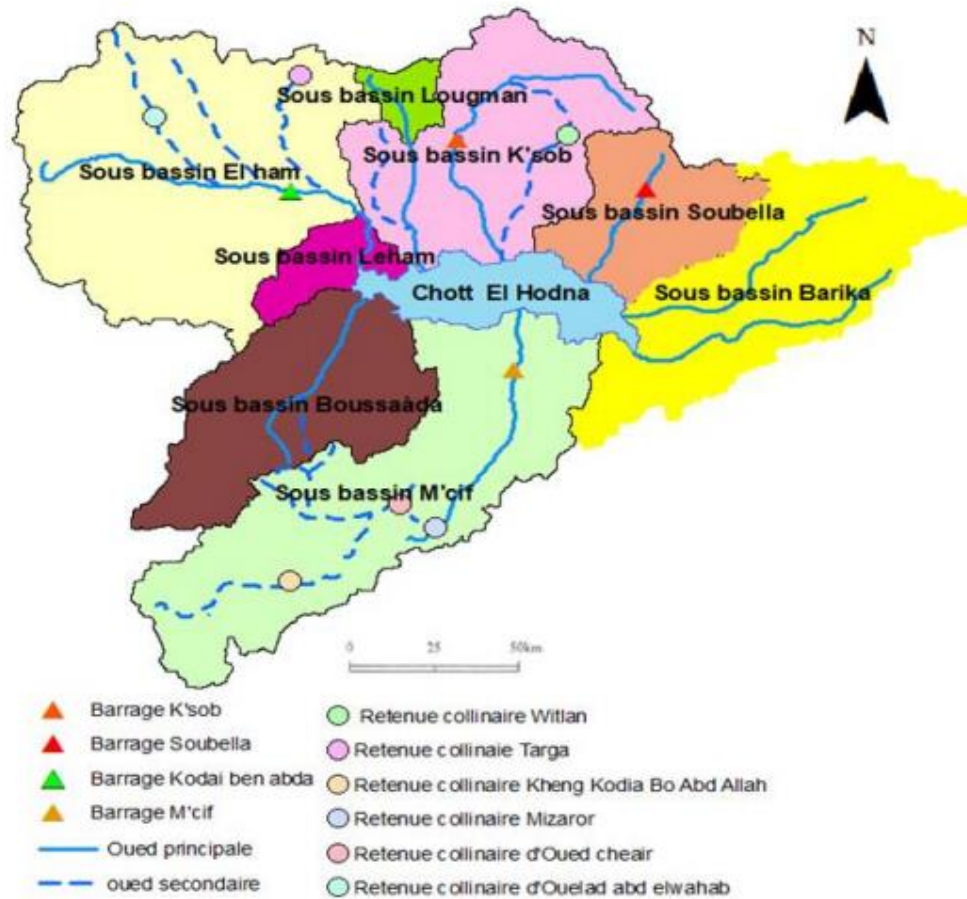 N
Sous bassin Lougman
Sous bassin K'sob
Sous bassin El ham
Sous bassin Soubella
Sous bassin Leham
Chott El Hodna
Sous bassin Barika
Sous bassin Boussaàda
Sous bassin M'cif
0 25 50km
Barrage K'sob
Barrage Soubella
Barrage Kodai ben abda
Barrage M'cif
Oued principale
oued secondaire
Retenue collinaire Witlan
Retenue collinaie Targa
Retenue collinaire Kheng Kodia Bo Abd Allah
Retenue collinaire Mizaror
Retenue collinaire d'Oued cheair
Retenue collinaire d'Ouelad abd elwahab